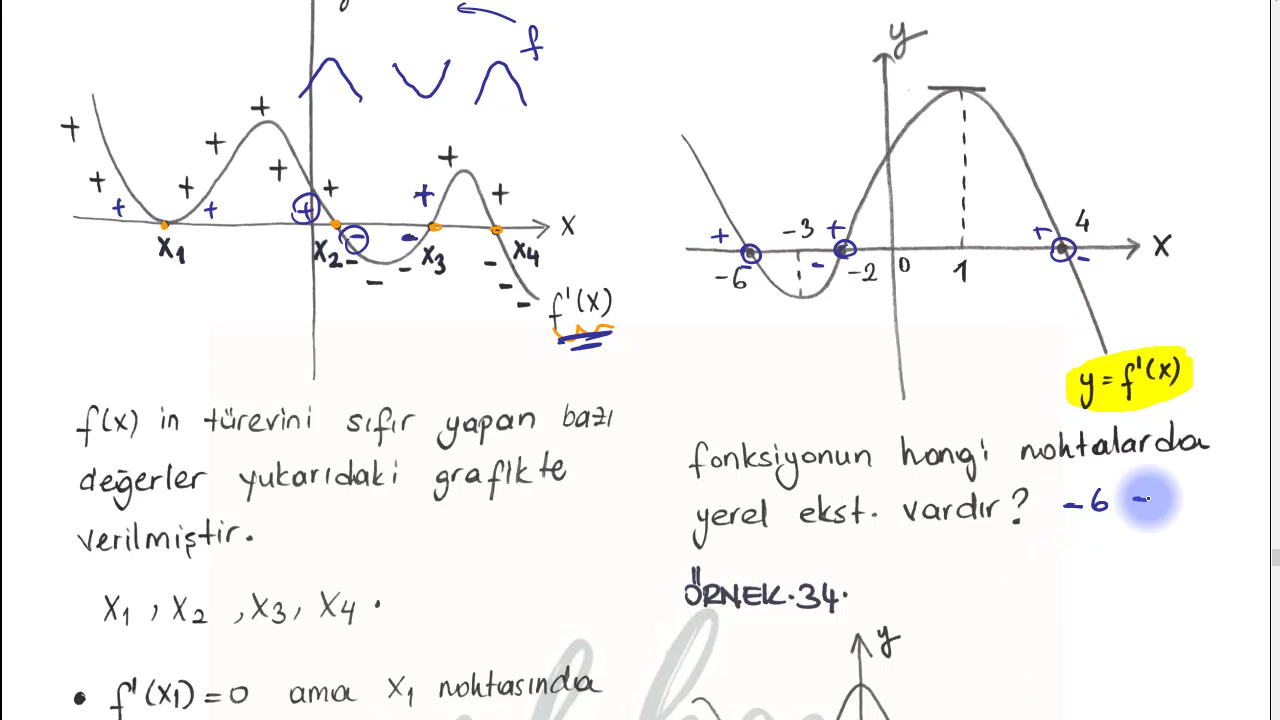 y
f
x
x1
x2
x3
x4
f'(x)
f(x) in türevini sıfır yapan bazı
değerler yukarıdaki grafikte
verilmiştir.
x1 , x2 , x3, x4 .
• f'(x1) = 0 ama x1 noktasında
y
-6
-3
-2
0
1
4
x
y = f'(x)
fonksiyonun hangi noktalarda
yerel ekst. vardır? -6 -
ÖRNEK.34.
y